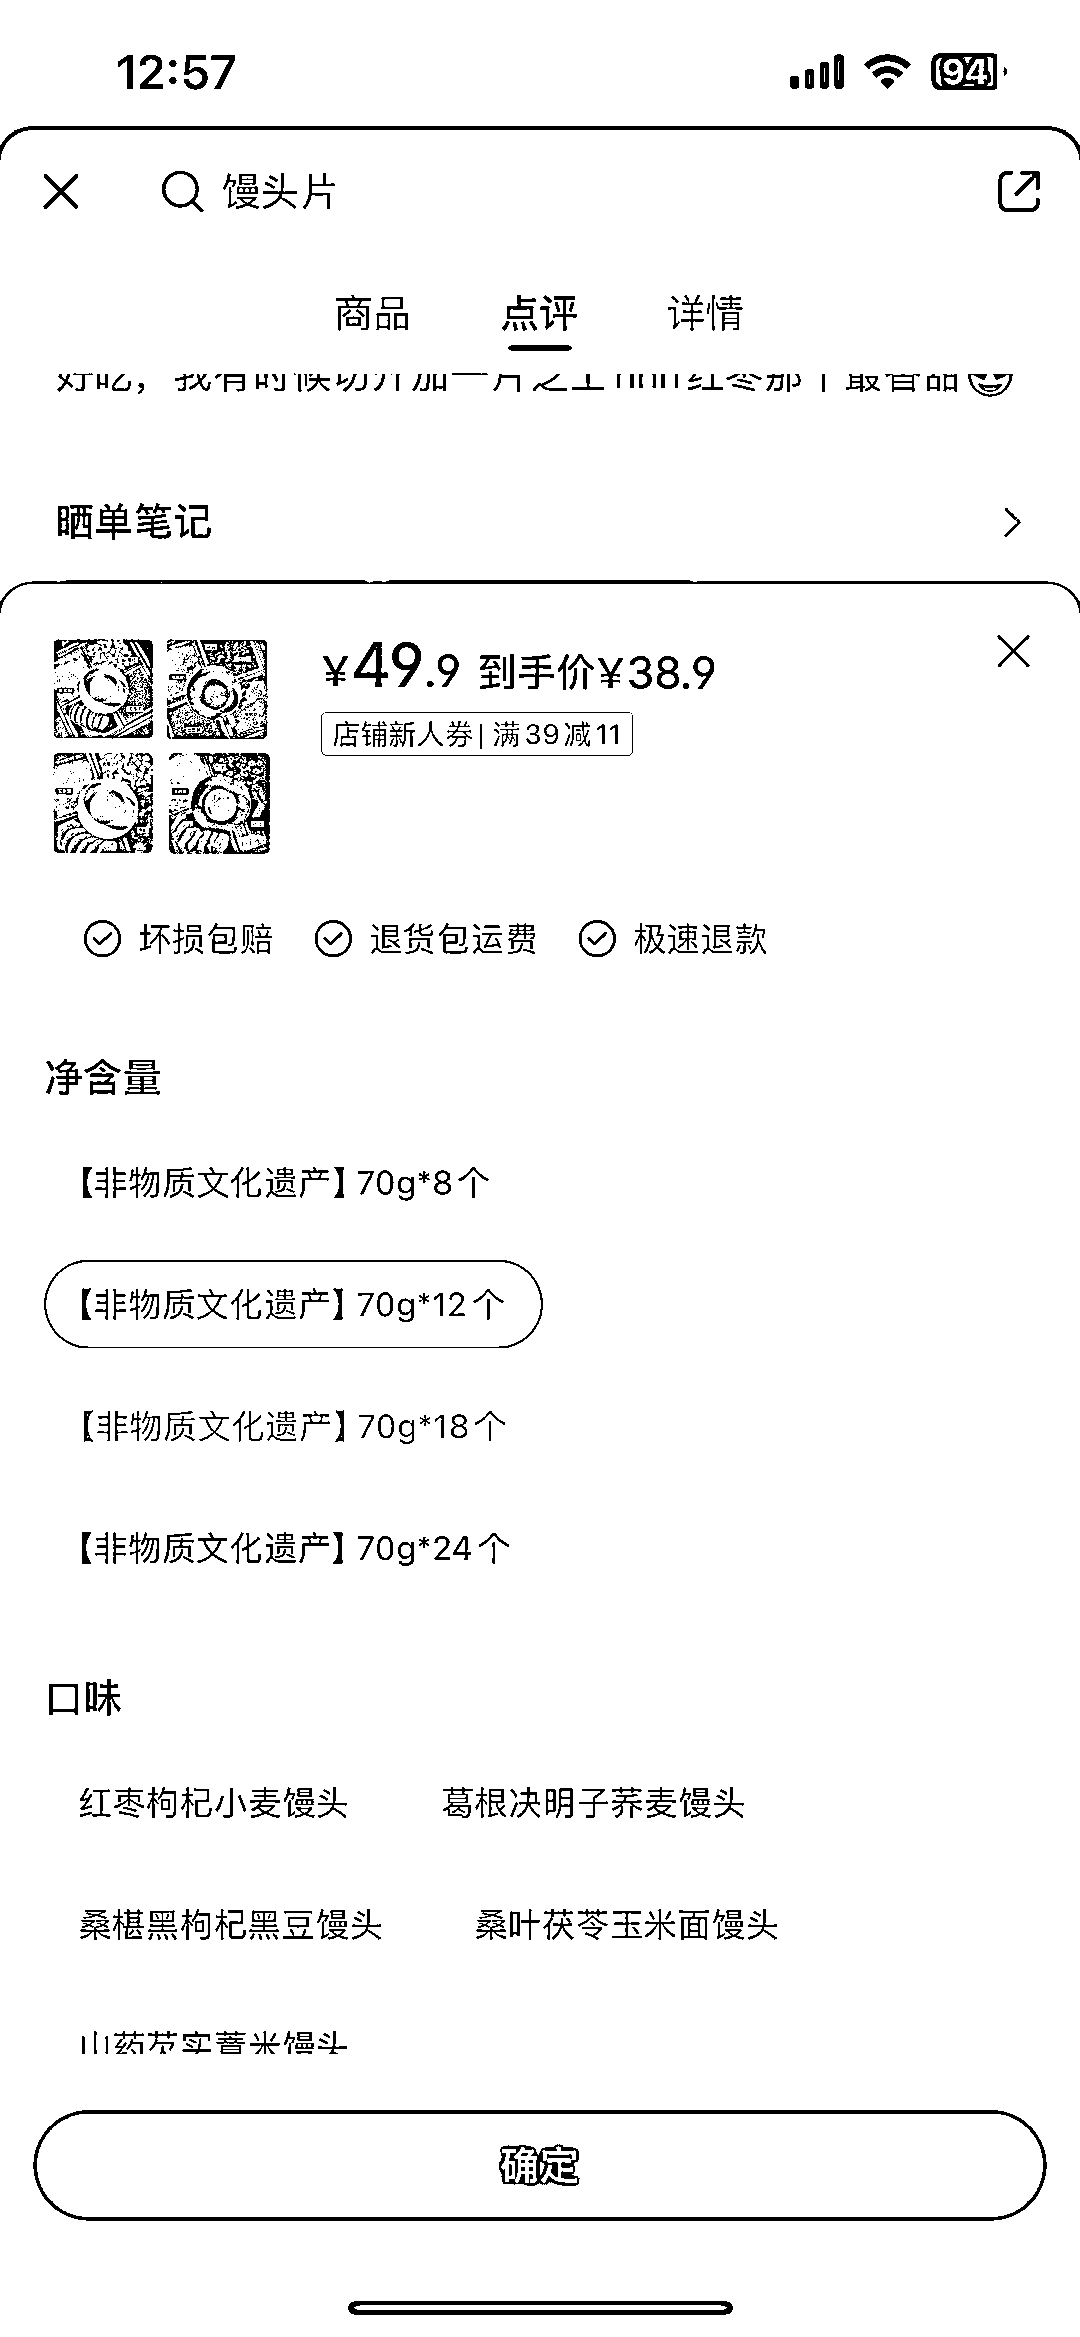 12:57
94
馒头片
商品 点评 详情
好吃，我有时候切片加一片芝士
红枣那个最香甜
晒单笔记
¥49.9 到手价¥38.9
店铺新人券|满39减11
坏损包赔 退货包运费 极速退款
净含量
【非物质文化遗产】70g*8个
【非物质文化遗产】70g*12个
【非物质文化遗产】70g*18个
【非物质文化遗产】70g*24个
口味
红枣枸杞小麦馒头 葛根决明子荞麦馒头
桑椹黑枸杞黑豆馒头 桑叶茯苓玉米面馒头
山药芡实薏米馒头
确定